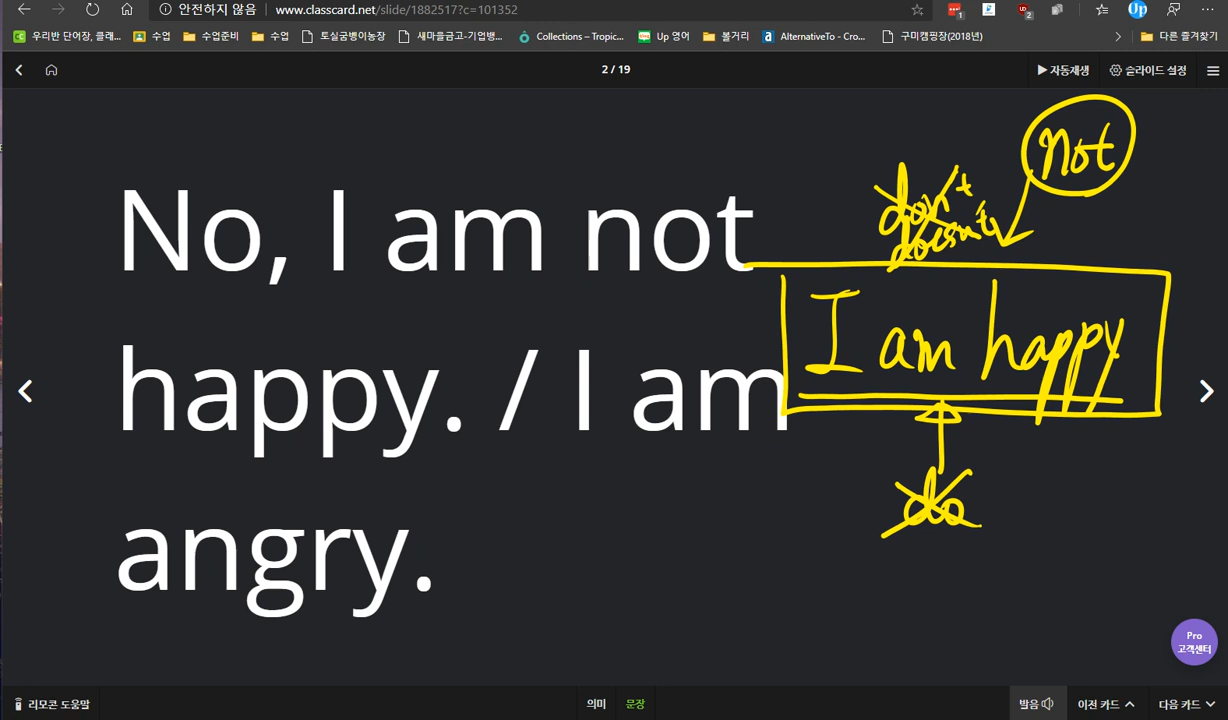 안전하지 않음 www.classcard.net/slide/1882517?c=101352
1
2
Up
우리반 단어장, 클래... 수업 수업준비 수업 토실굼벵이농장 새마을금고-기업뱅... Collections – Tropic... Up 영어 볼거리 AlternativeTo - Cro... 구미캠핑장(2018년) 다른 즐겨찾기
2 / 19
자동재생 슬라이드 설정
not
don't
doesn't
No, I am not
happy. / I am
angry.
I am happy
do
Pro
고객센터
리모콘 도움말 의미 문장 발음 이전 카드 다음 카드